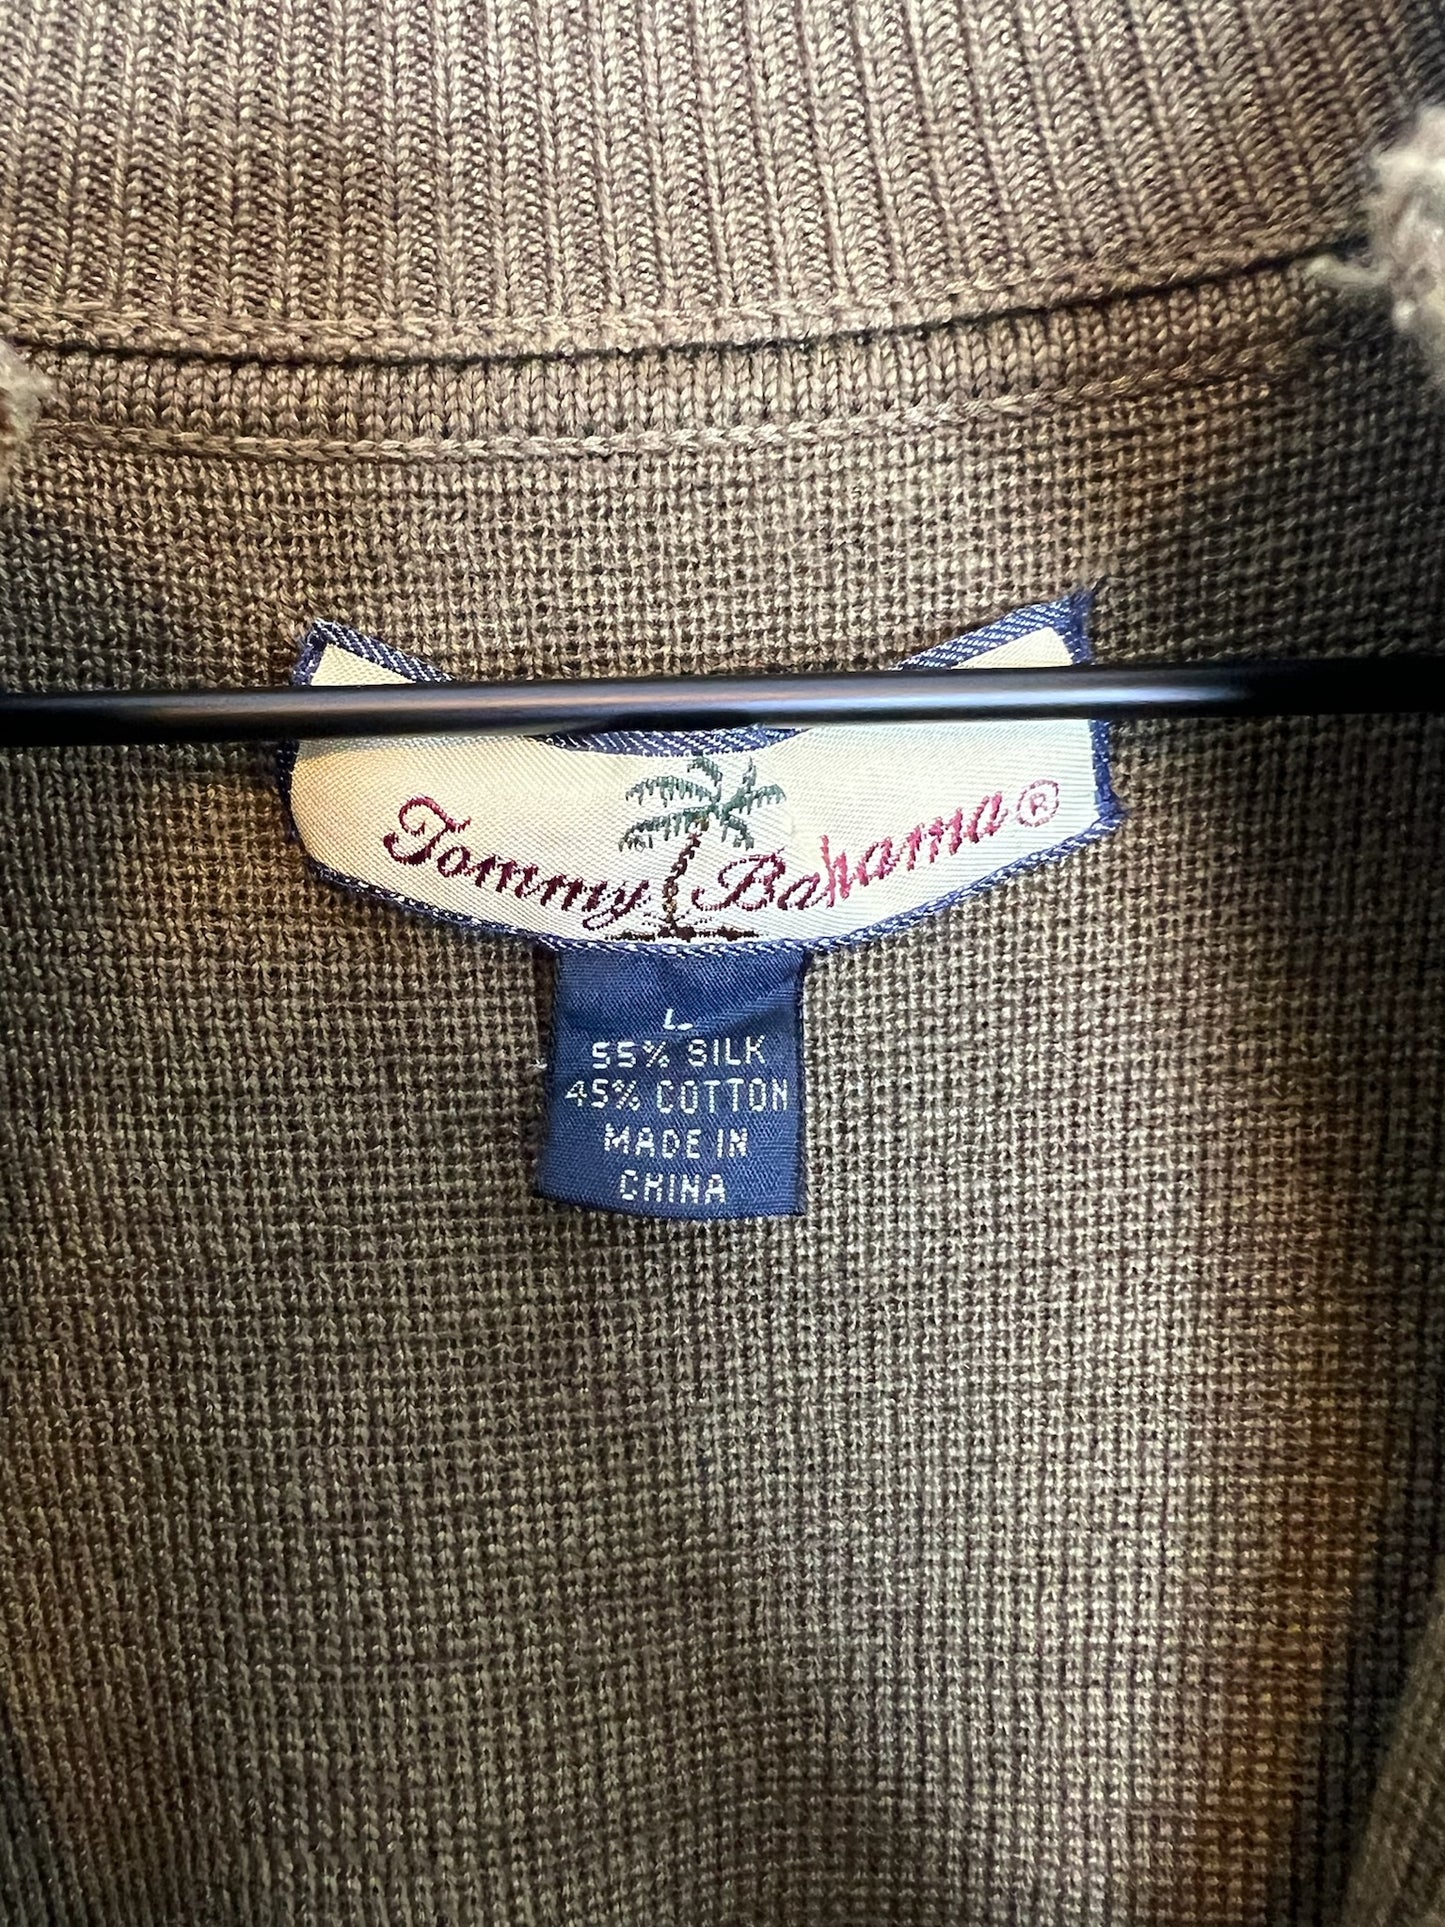 Tommy Bahama®
L
55% SILK
45% COTTON
MADE IN
CHINA